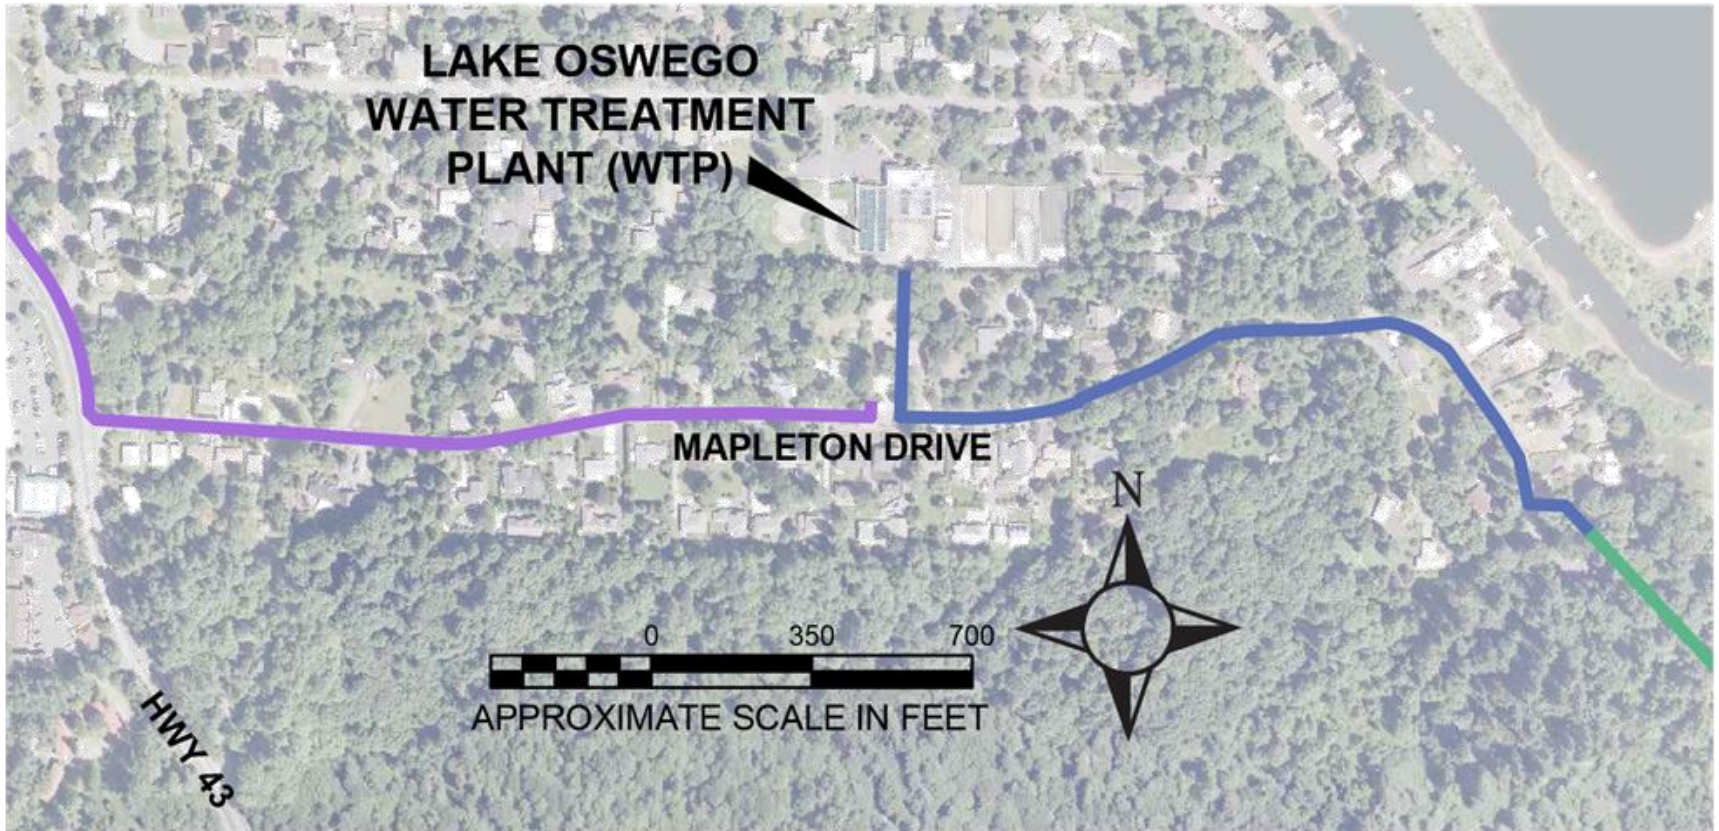 LAKE OSWEGO
WATER TREATMENT
PLANT (WTP)
MAPLETON DRIVE
N
0 350 700
APPROXIMATE SCALE IN FEET
HWY 43